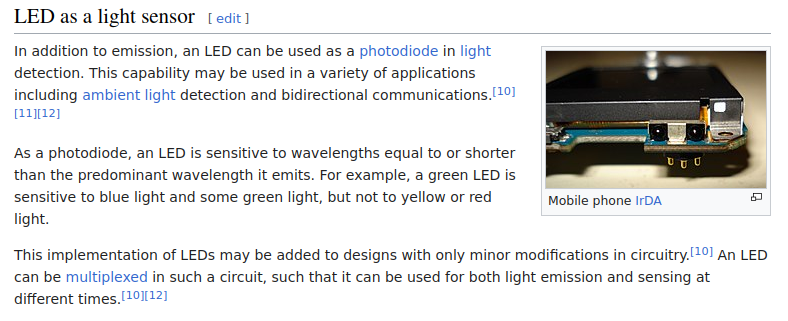 LED as a light sensor [ edit ]
In addition to emission, an LED can be used as a photodiode in light
detection. This capability may be used in a variety of applications
including ambient light detection and bidirectional communications.[10]
[11][12]
Mobile phone IrDA
As a photodiode, an LED is sensitive to wavelengths equal to or shorter
than the predominant wavelength it emits. For example, a green LED is
sensitive to blue light and some green light, but not to yellow or red
light.
This implementation of LEDs may be added to designs with only minor modifications in circuitry.[10] An LED
can be multiplexed in such a circuit, such that it can be used for both light emission and sensing at
different times.[10][12]